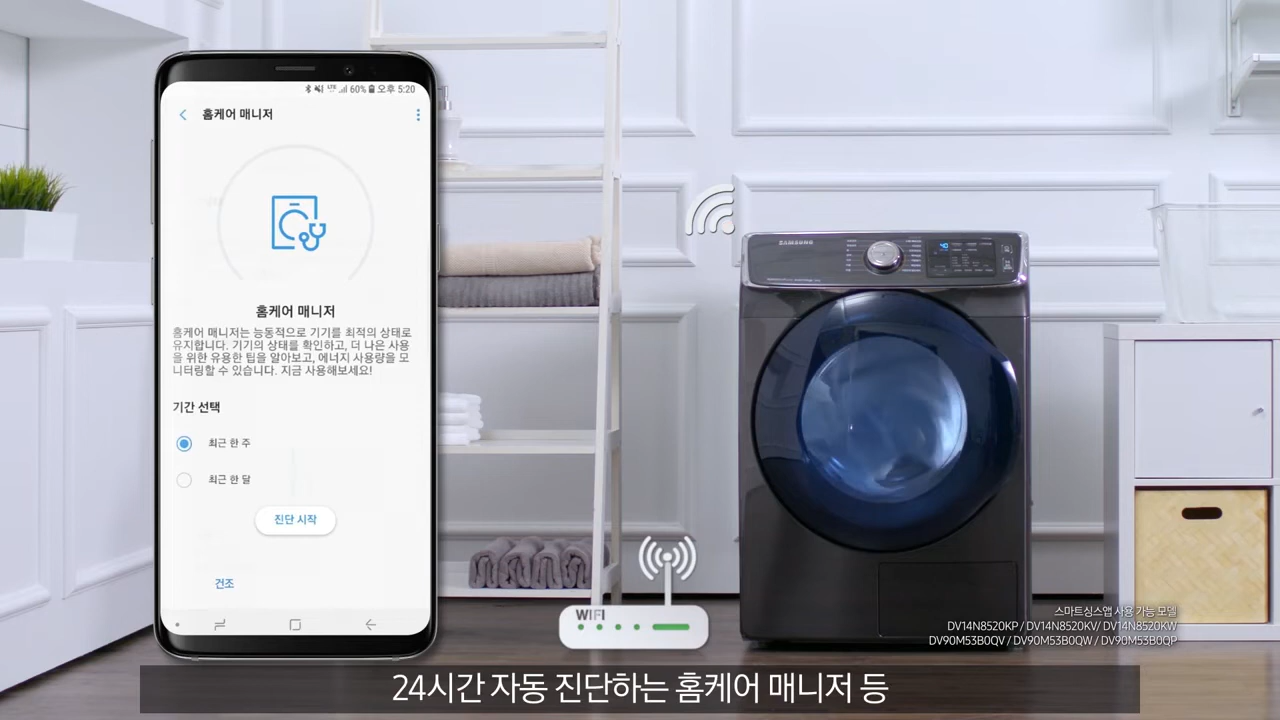 LTE 60% 오후 5:20
홈케어 매니저
홈케어 매니저
홈케어 매니저는 능동적으로 기기를 최적의 상태로
유지합니다. 기기의 상태를 확인하고, 더 나은 사용
을 위한 유용한 팁을 알아보고, 에너지 사용량을 모
니터링할 수 있습니다. 지금 사용해보세요!
기간 선택
최근 한 주
최근 한 달
진단 시작
건조
SAMSUNG
WIFI
스마트싱스앱 사용 가능 모델
DV14N8520KP / DV14N8520KV/ DV14N8520KW
DV90M53B0QV / DV90M53B0QW / DV90M53B0QP
24시간 자동 진단하는 홈케어 매니저 등